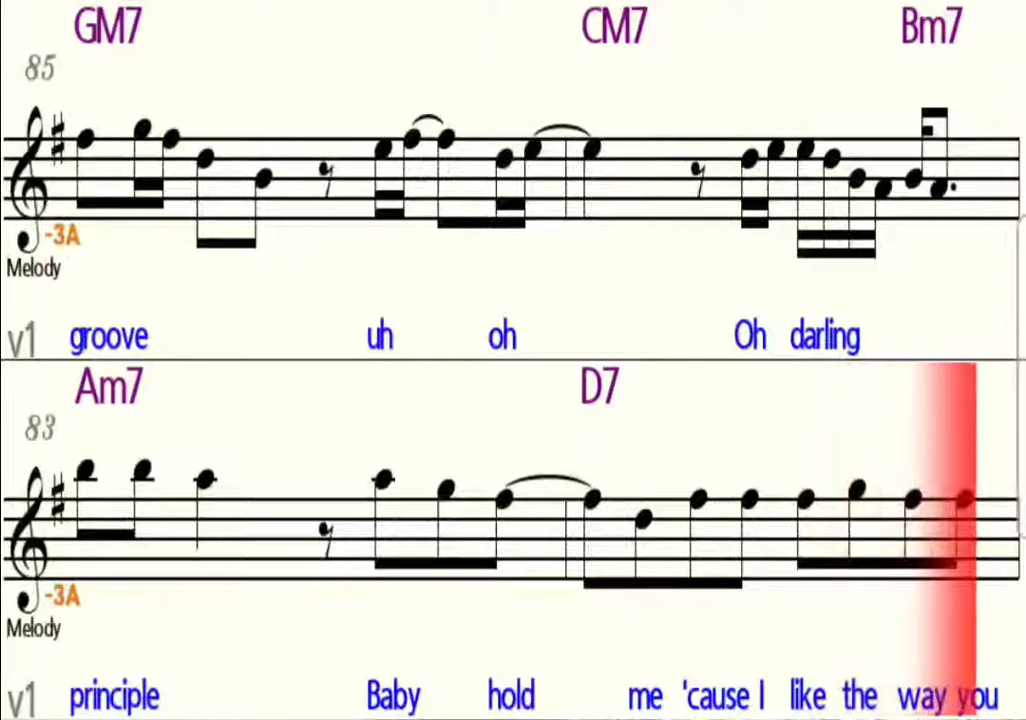 GM7 CM7 Bm7
85
-3A
Melody
v1 groove uh oh Oh darling
Am7 D7
83
-3A
Melody
v1 principle Baby hold me 'cause I like the way you